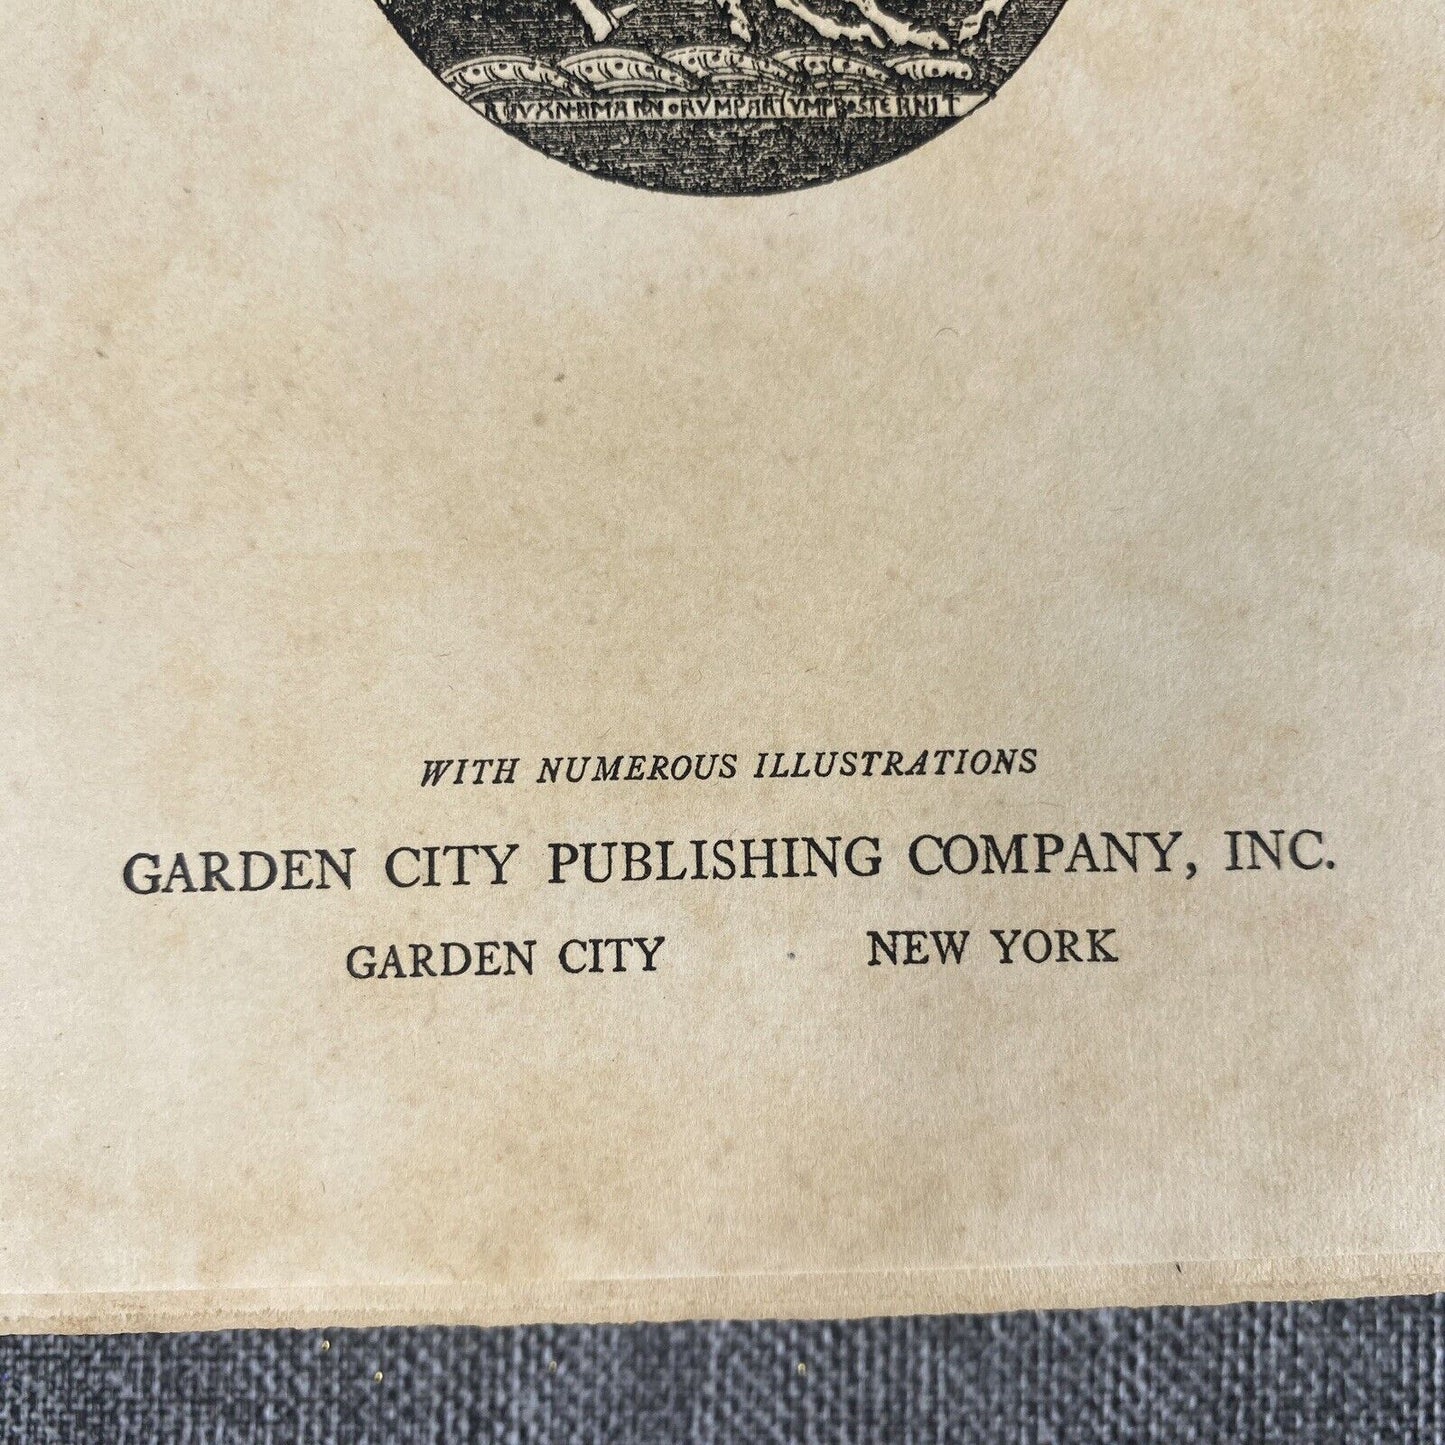 WITH NUMEROUS ILLUSTRATIONS
GARDEN CITY PUBLISHING COMPANY, INC.
GARDEN CITY NEW YORK